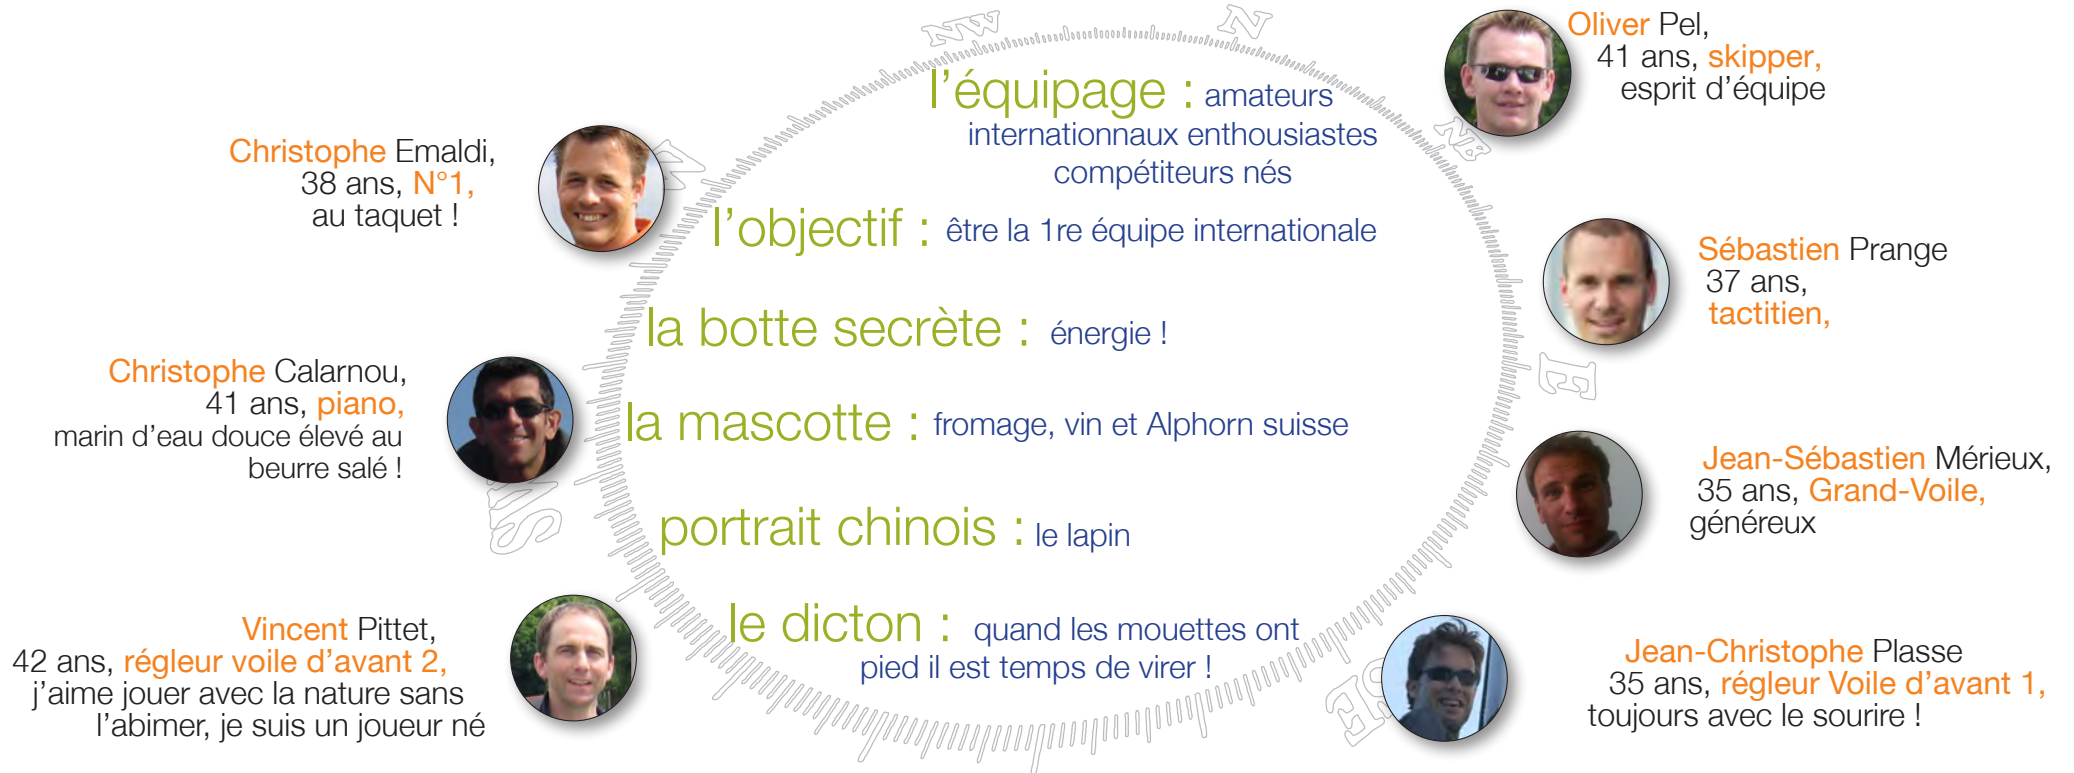 NW
N
Oliver Pel,
41 ans, skipper,
esprit d'équipe
l'équipage : amateurs
internationnaux enthousiastes
compétiteurs nés
Christophe Emaldi,
38 ans, N°1,
au taquet !
l'objectif : être la 1re équipe internationale
Sébastien Prange
37 ans,
tactitien,
la botte secrète : énergie !
E
Christophe Calarnou,
41 ans, piano,
marin d'eau douce élevé au
beurre salé !
la mascotte : fromage, vin et Alphorn suisse
Jean-Sébastien Mérieux,
35 ans, Grand-Voile,
généreux
portrait chinois : le lapin
le dicton : quand les mouettes ont
pied il est temps de virer !
Vincent Pittet,
42 ans, régleur voile d'avant 2,
j'aime jouer avec la nature sans
l'abimer, je suis un joueur né
SE
Jean-Christophe Plasse
35 ans, régleur Voile d'avant 1,
toujours avec le sourire !